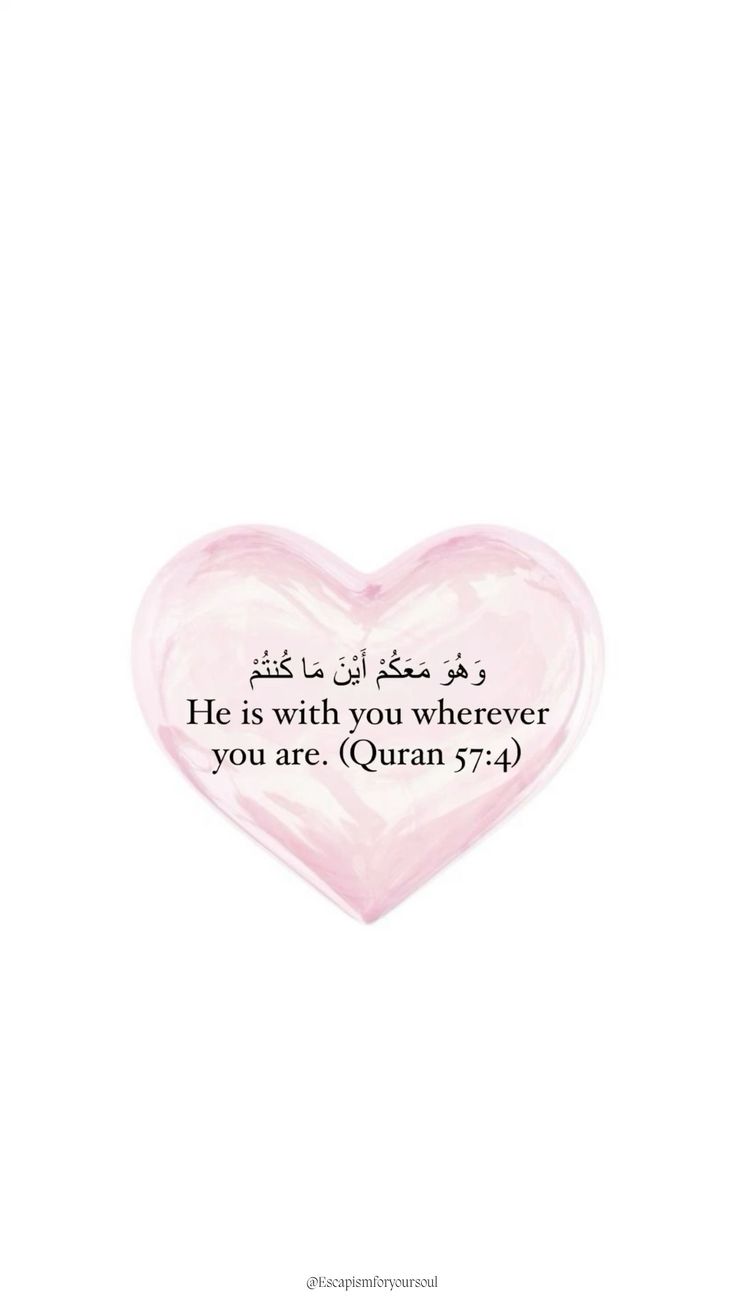 وَهُوَ مَعَكُمْ أَيْنَ مَا كُنتُمْ
He is with you wherever
you are. (Quran 57:4)
@Escapismforyoursoul